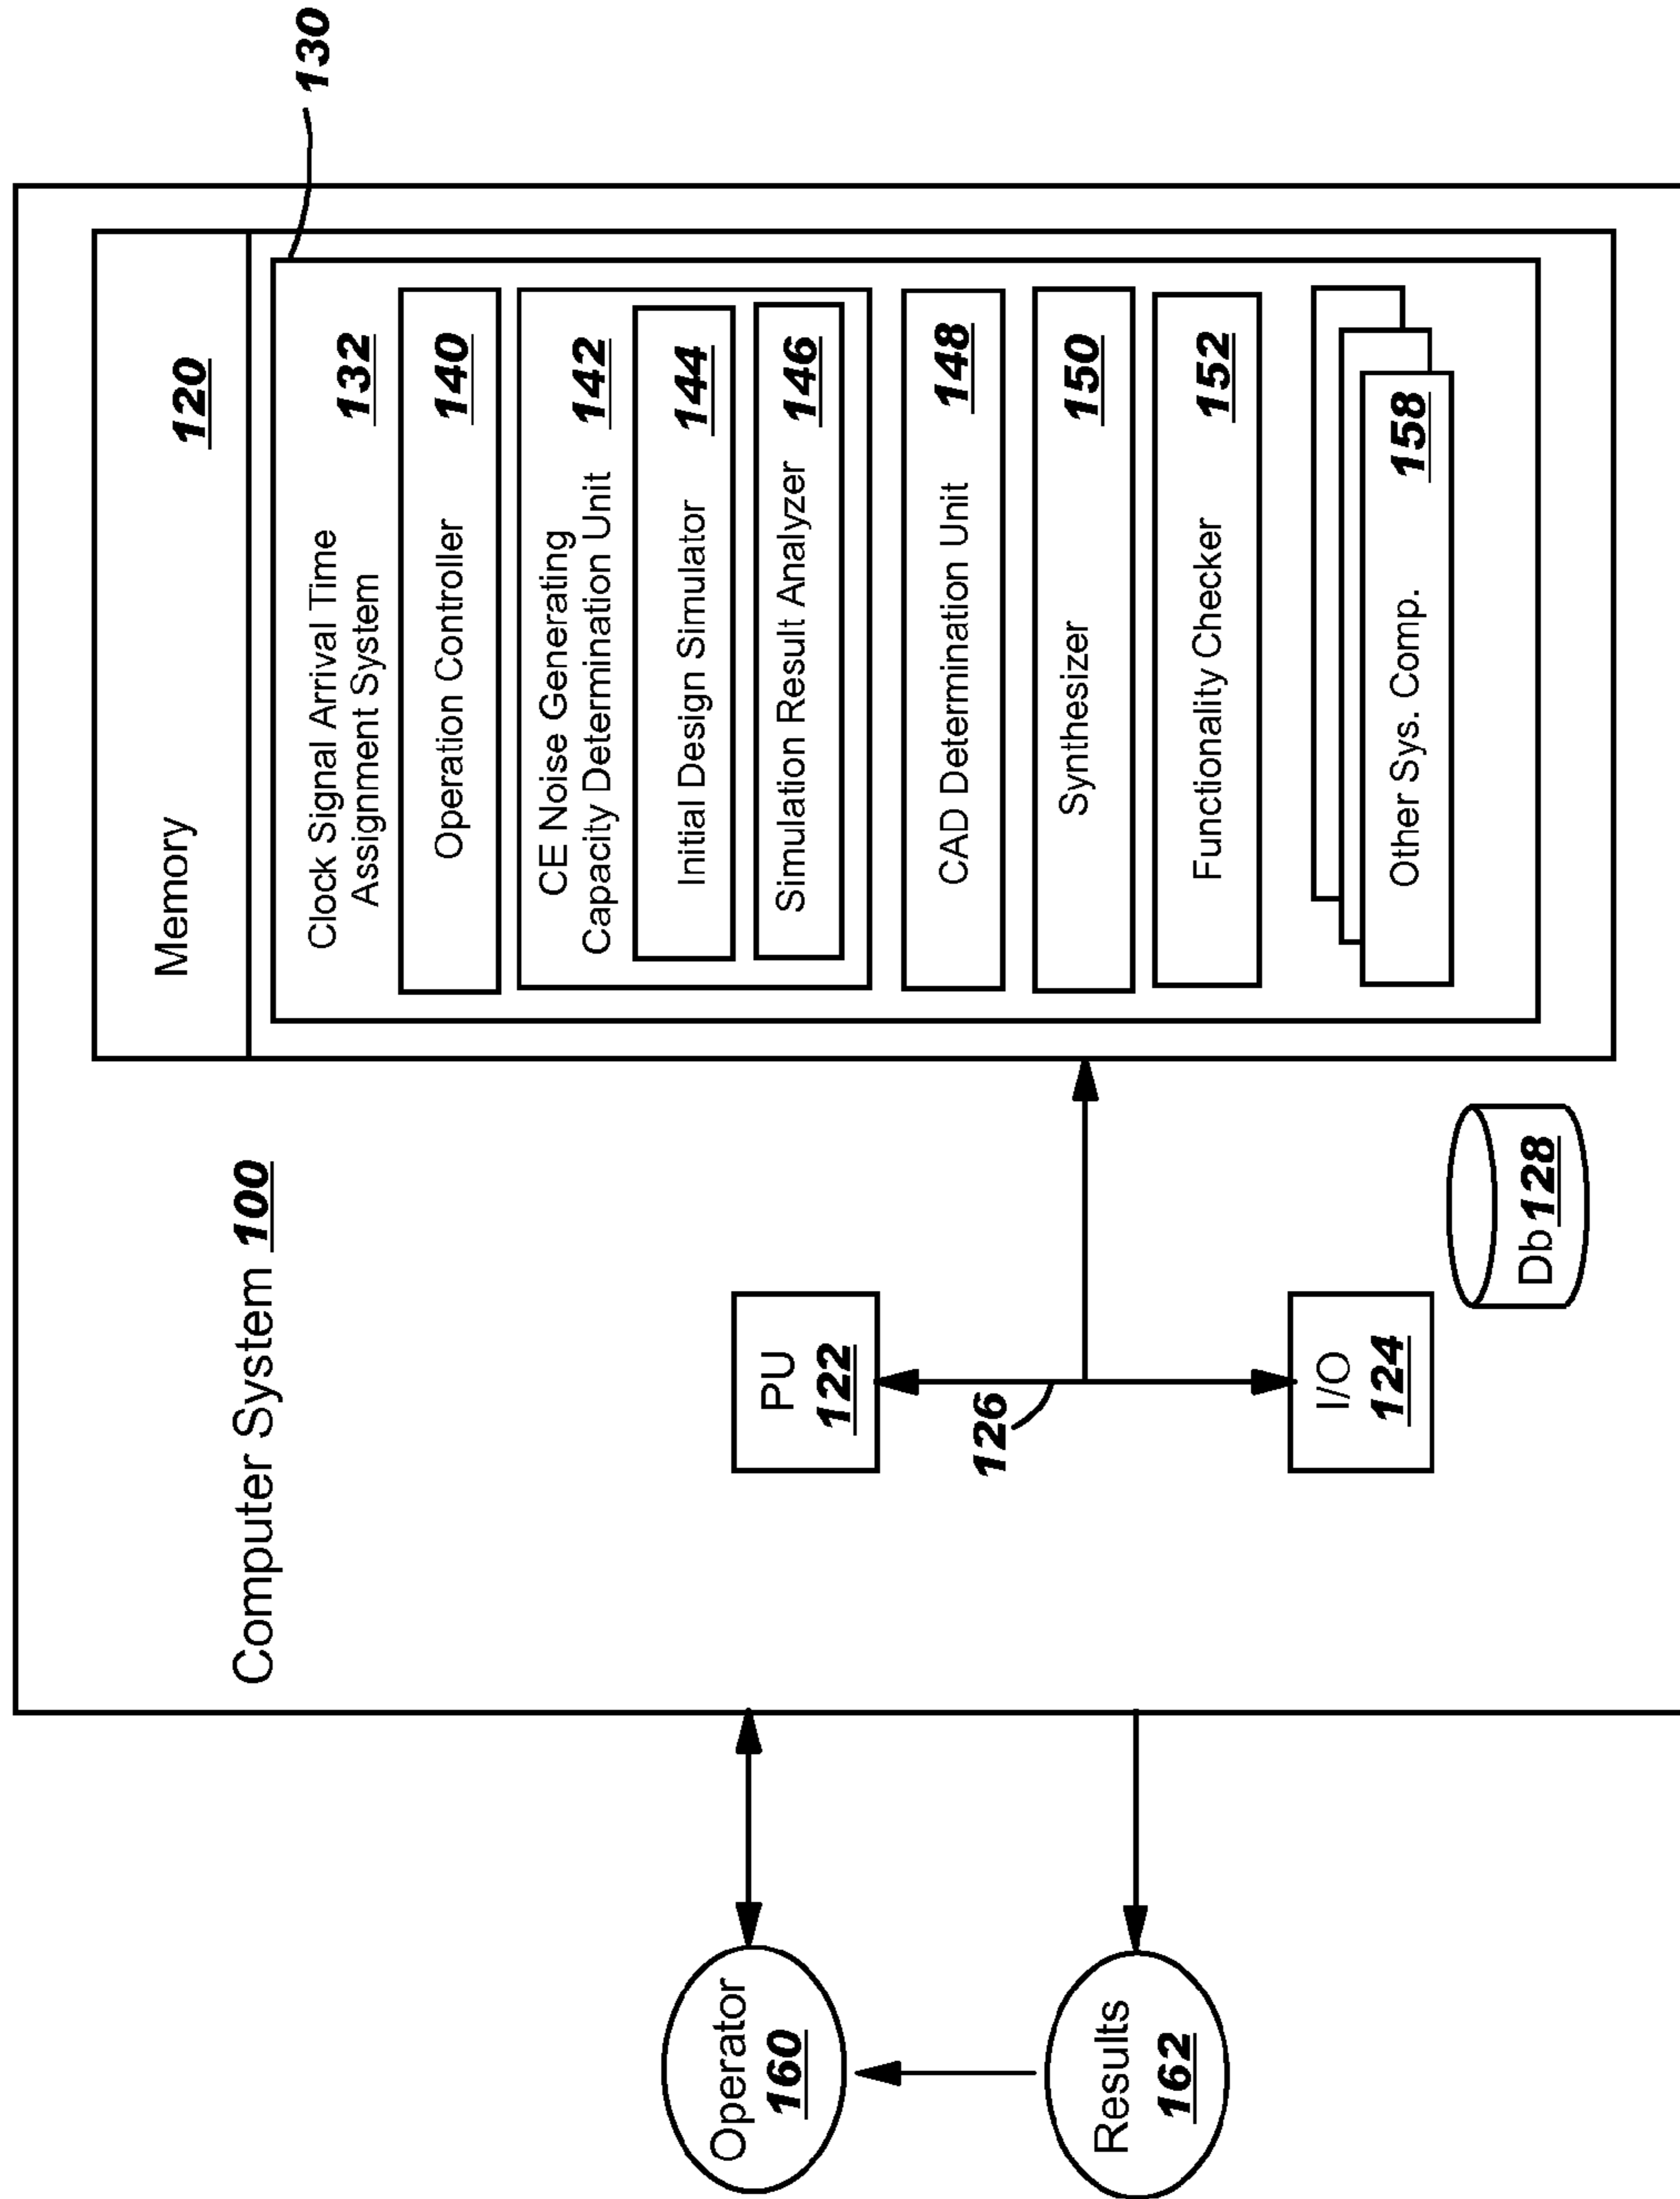 Computer System 100
Memory
120
130
Clock Signal Arrival Time
Assignment System
132
Operation Controller
140
CE Noise Generating
Capacity Determination Unit
142
Initial Design Simulator
144
Simulation Result Analyzer
146
CAD Determination Unit
148
Synthesizer
150
Functionality Checker
152
Other Sys. Comp.
158
PU
122
126
I/O
124
Db 128
Operator
160
Results
162